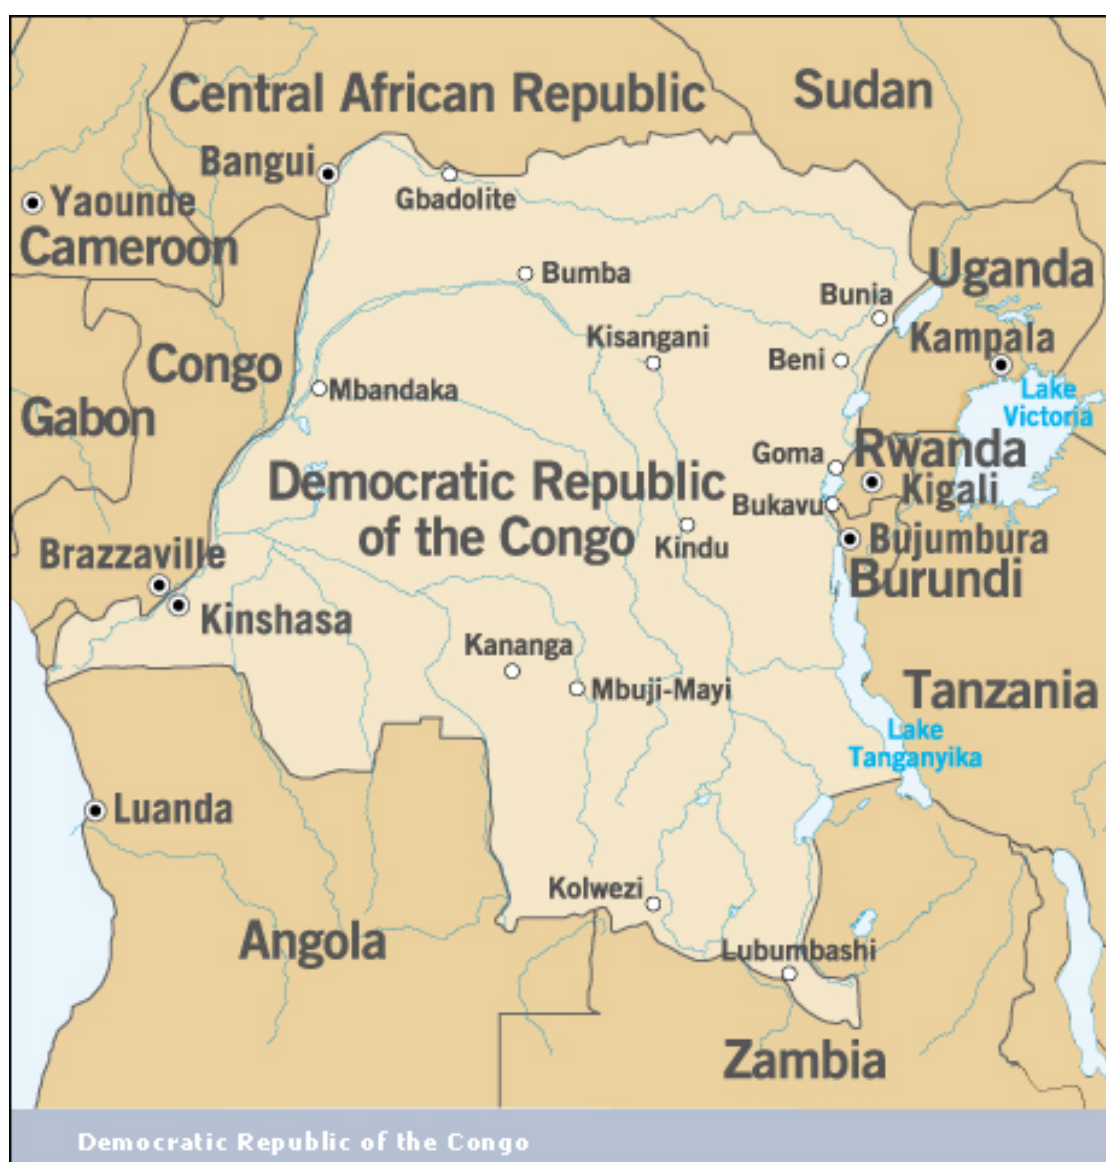 Central African Republic
Sudan
Bangui
Yaounde
Gbadolite
Cameroon
Uganda
Bumba
Bunia
Kisangani
Kampala
Congo
Beni
Mbandaka
Lake
Victoria
Gabon
Goma
Rwanda
Democratic Republic
of the Congo
Kigali
Bukavu
Kindu
Bujumbura
Brazzaville
Burundi
Kinshasa
Kananga
Mbuji-Mayi
Tanzania
Lake
Tanganyika
Luanda
Kolwezi
Angola
Lubumbashi
Zambia
Democratic Republic of the Congo